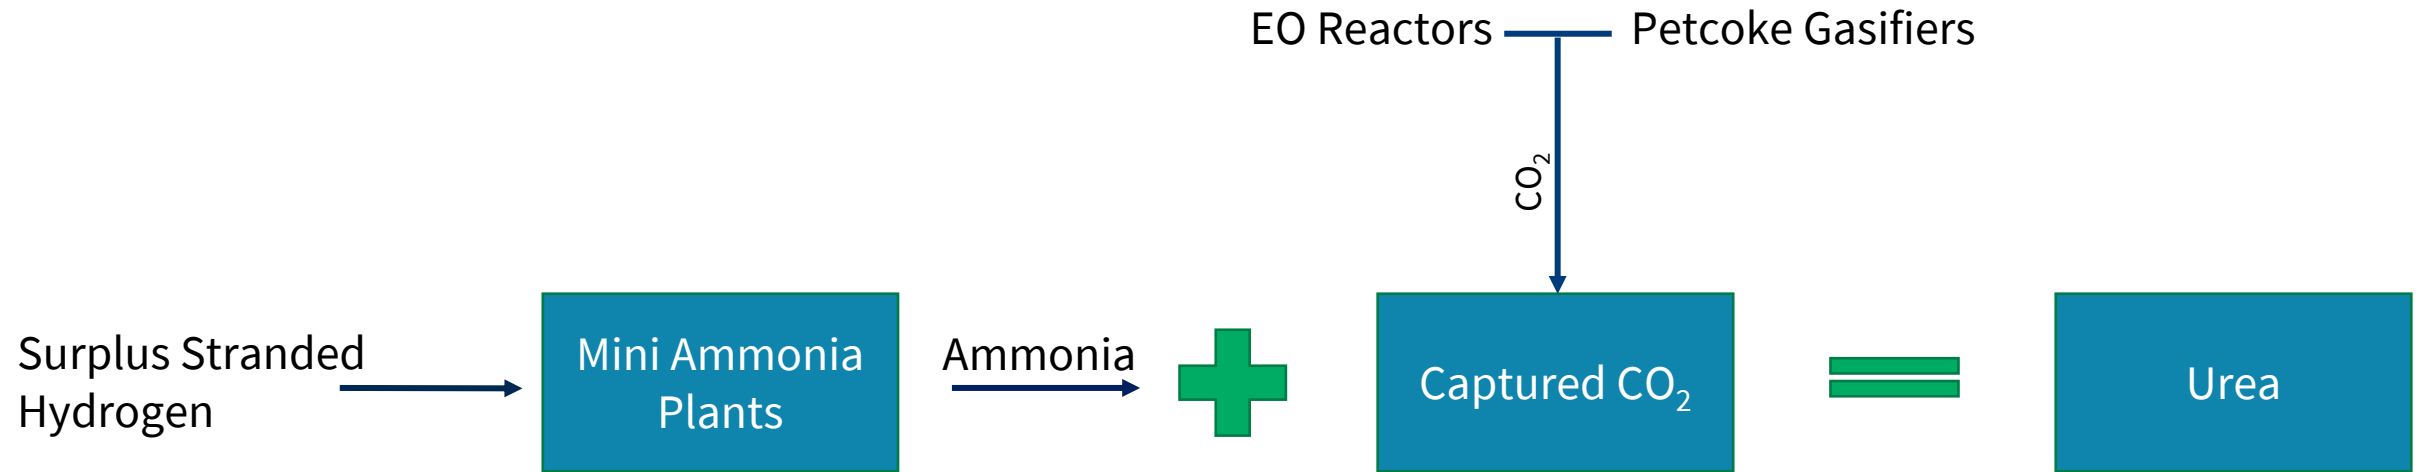 EO Reactors
Petcoke Gasifiers
CO₂
Surplus Stranded
Hydrogen
Mini Ammonia
Plants
Ammonia
Captured CO₂
Urea